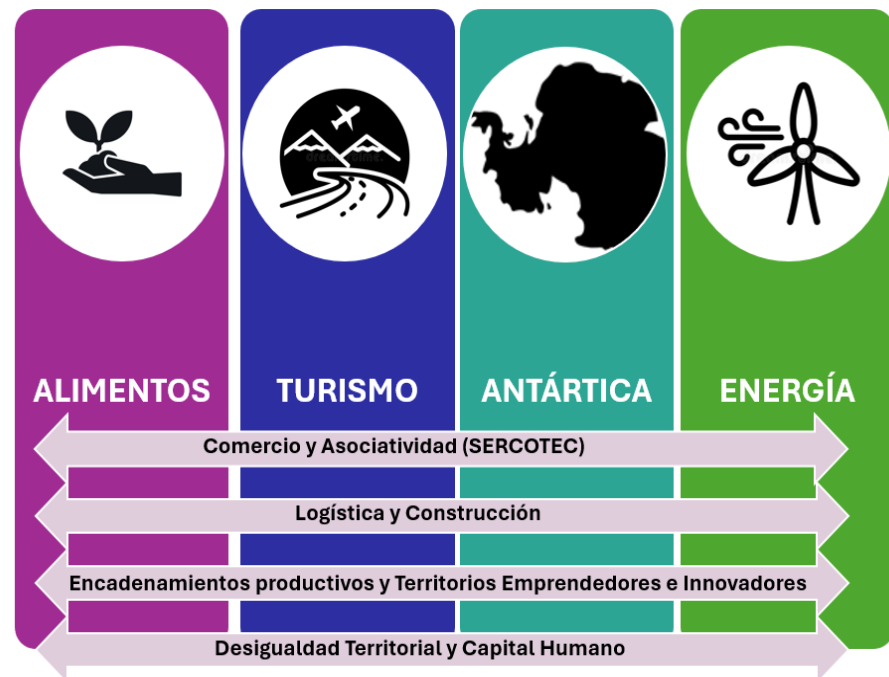 ALIMENTOS
TURISMO
ANTÁRTICA
ENERGÍA
Comercio y Asociatividad (SERCOTEC)
Logística y Construcción
Encadenamientos productivos y Territorios Emprendedores e Innovadores
Desigualdad Territorial y Capital Humano